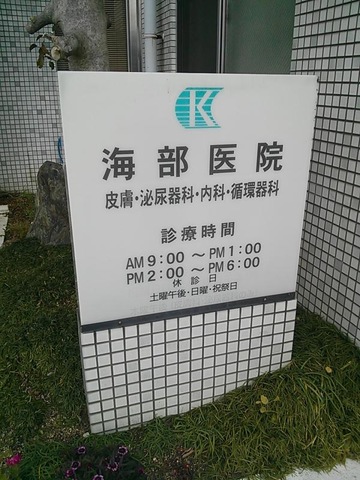 K
海部医院
皮膚・泌尿器科・内科・循環器科
診療時間
AM 9:00 ～ PM 1:00
PM 2:00 ～ PM 6:00
休診日
土曜午後・日曜・祝祭日